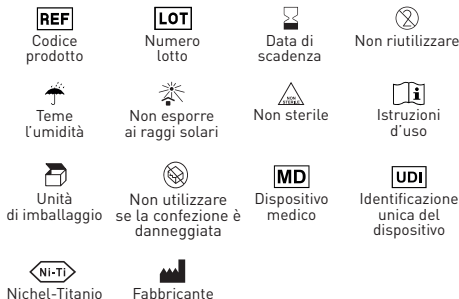 REF
Codice
prodotto
LOT
Numero
lotto
Data di
scadenza
2
Non riutilizzare
Teme
l'umidità
Non esporre
ai raggi solari
NON
STERILE
Non sterile
i
Istruzioni
d'uso
Unità
di imballaggio
Non utilizzare
se la confezione è
danneggiata
MD
Dispositivo
medico
UDI
Identificazione
unica del
dispositivo
Ni-Ti
Nichel-Titanio
Fabbricante